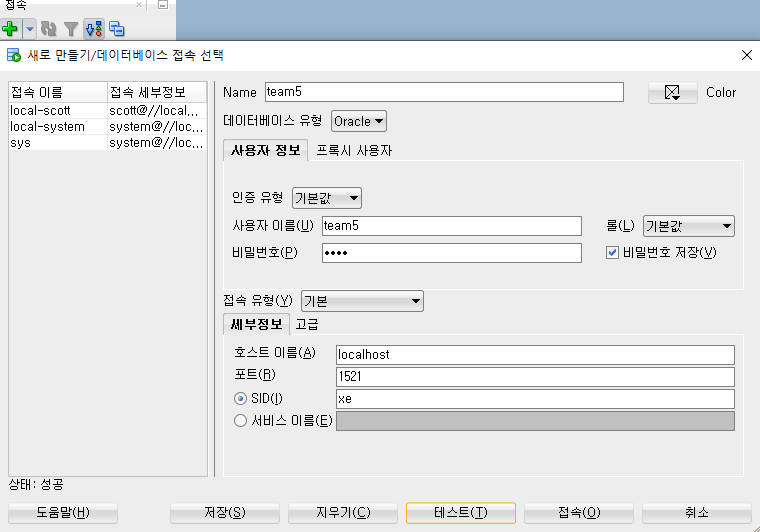 접속
새로 만들기/데이터베이스 접속 선택
접속 이름 접속 세부정보
local-scott scott@//local,,,
local-system system@//loc,,,
sys system@//loc,,,
Name team5 Color
데이터베이스 유형 Oracle
사용자 정보 프록시 사용자
인증 유형 기본값
사용자 이름(U) team5 롤(L) 기본값
비밀번호(P) •••• 비밀번호 저장(V)
접속 유형(Y) 기본
세부정보 고급
호스트 이름(A) localhost
포트(R) 1521
SID(I) xe
서비스 이름(E)
상태: 성공
도움말(H) 저장(S) 지우기(C) 테스트(T) 접속(O) 취소